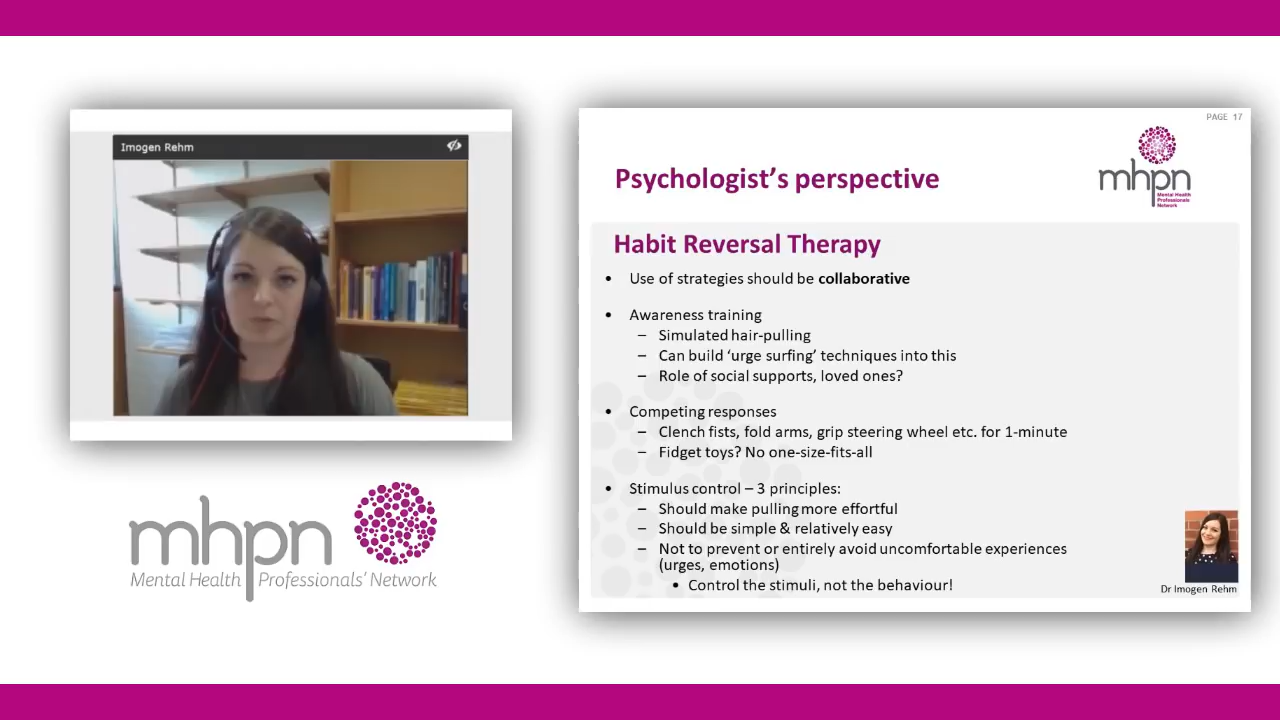 Imogen Rehm
mhpn
Mental Health Professionals' Network
PAGE 17
mhpn
Mental Health
Professionals
Network
Psychologist's perspective
Habit Reversal Therapy
• Use of strategies should be collaborative
• Awareness training
– Simulated hair-pulling
– Can build 'urge surfing' techniques into this
– Role of social supports, loved ones?
• Competing responses
– Clench fists, fold arms, grip steering wheel etc. for 1-minute
– Fidget toys? No one-size-fits-all
• Stimulus control – 3 principles:
– Should make pulling more effortful
– Should be simple & relatively easy
– Not to prevent or entirely avoid uncomfortable experiences
(urges, emotions)
• Control the stimuli, not the behaviour!
Dr Imogen Rehm